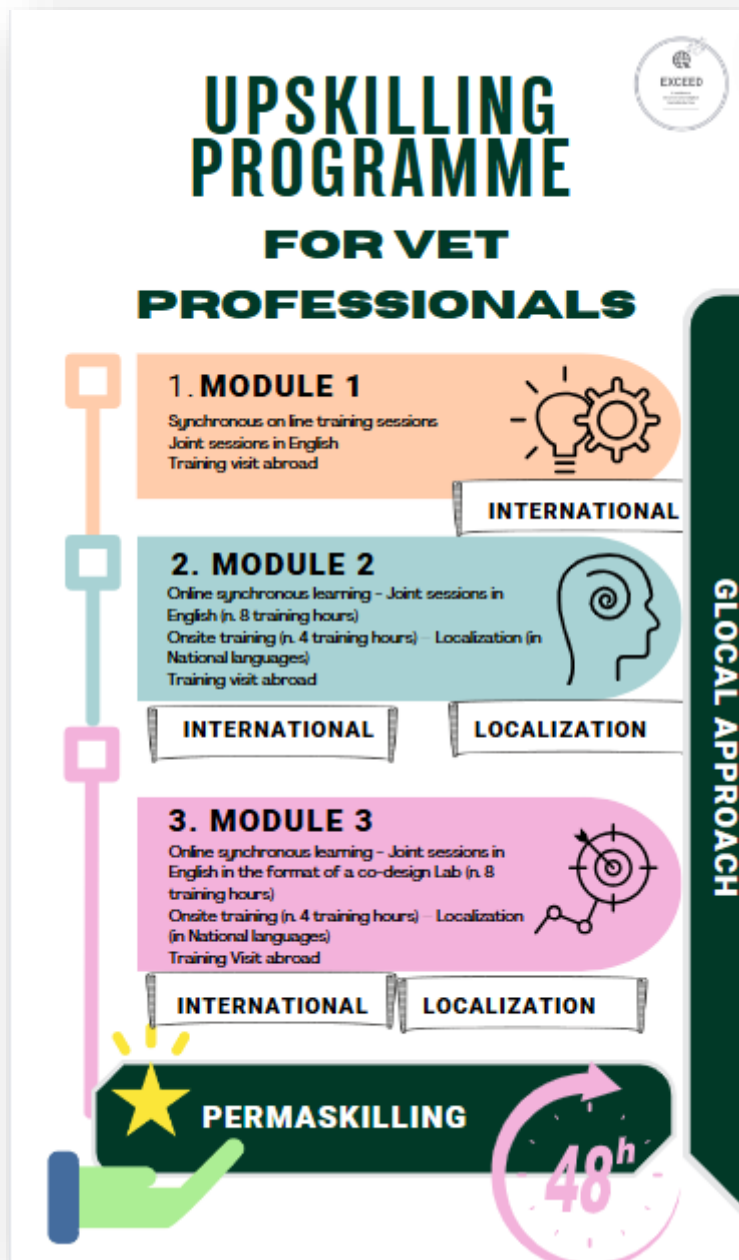 UPSKILLING
PROGRAMME
FOR VET
PROFESSIONALS
EXCEED
1. MODULE 1
Synchronous on line training sessions
Joint sessions in English
Training visit abroad
INTERNATIONAL
2. MODULE 2
Online synchronous learning - Joint sessions in
English (n. 8 training hours)
Onsite training (n. 4 training hours) – Localization (in
National languages)
Training visit abroad
INTERNATIONAL
LOCALIZATION
3. MODULE 3
Online synchronous learning - Joint sessions in
English in the format of a co-design Lab (n. 8
training hours)
Onsite training (n. 4 training hours) – Localization
(in National languages)
Training Visit abroad
INTERNATIONAL
LOCALIZATION
GLOCAL APPROACH
PERMASKILLING
48h